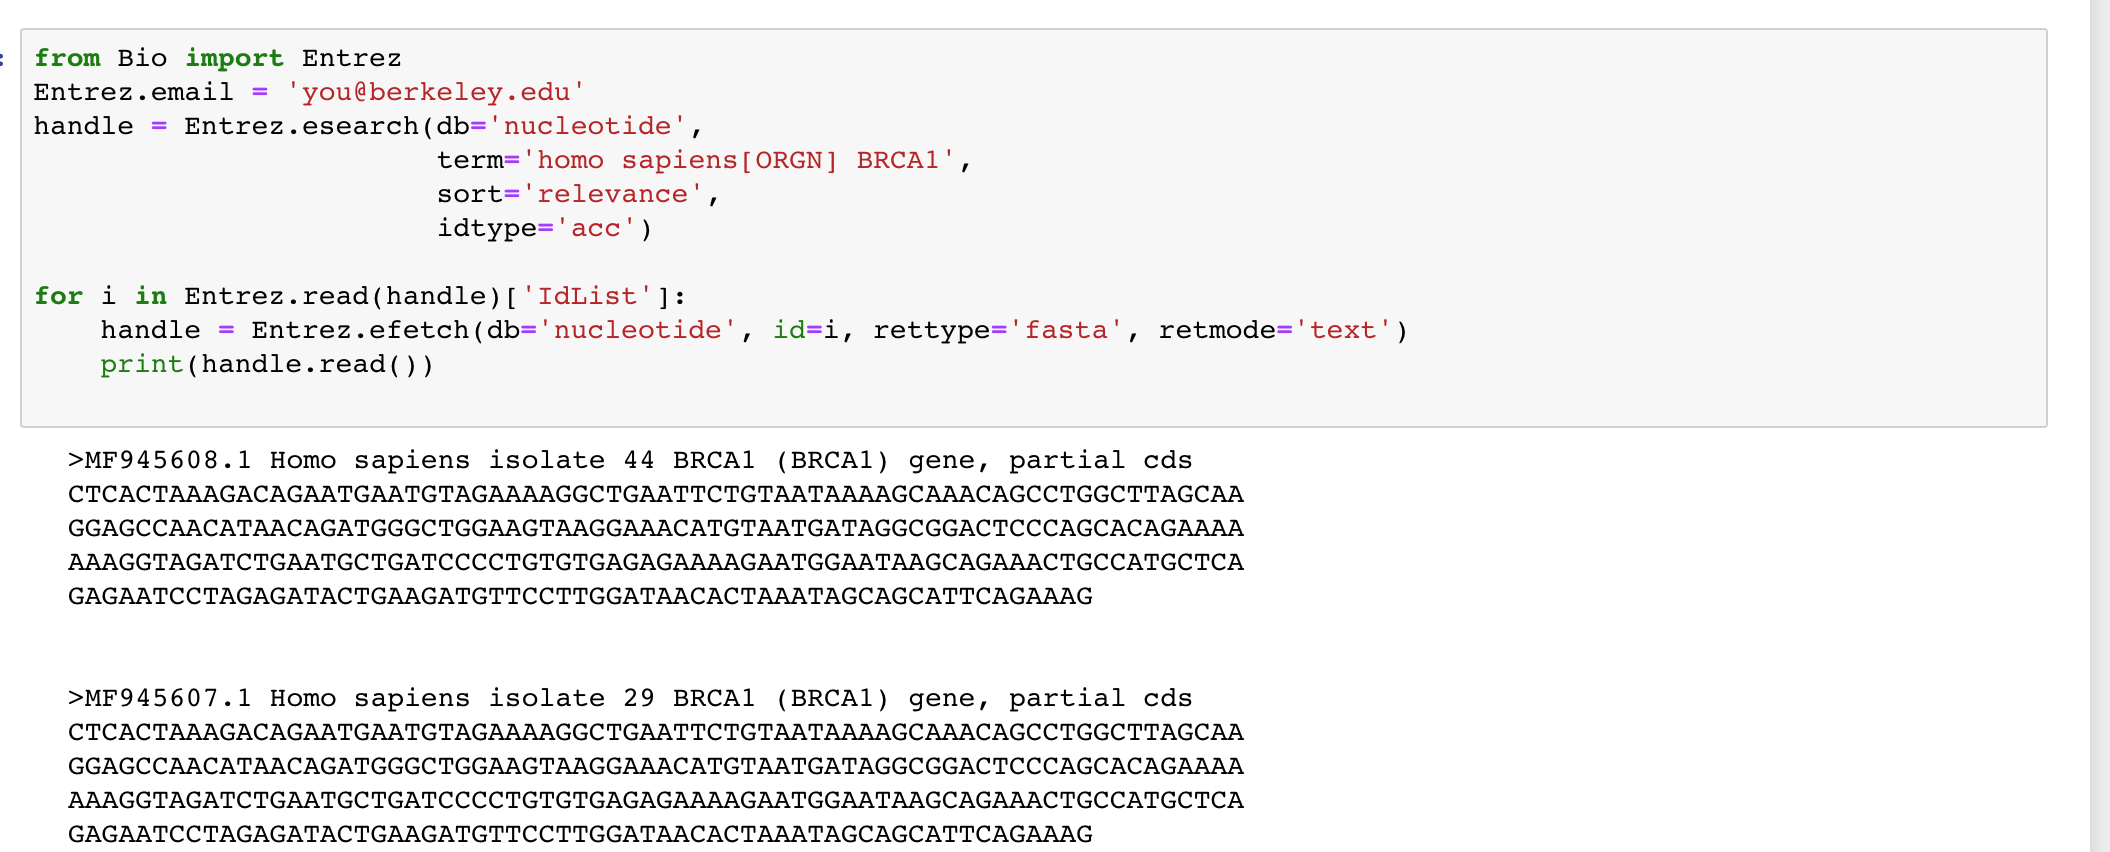 :
from Bio import Entrez
Entrez.email = 'you@berkeley.edu'
handle = Entrez.esearch(db='nucleotide',
                        term='homo sapiens[ORGN] BRCA1',
                        sort='relevance',
                        idtype='acc')
for i in Entrez.read(handle)['IdList']:
    handle = Entrez.efetch(db='nucleotide', id=i, rettype='fasta', retmode='text')
    print(handle.read())
>MF945608.1 Homo sapiens isolate 44 BRCA1 (BRCA1) gene, partial cds
CTCACTAAAGACAGAATGAATGTAGAAAAGGCTGAATTCTGTAATAAAAGCAAACAGCCTGGCTTAGCAA
GGAGCCAACATAACAGATGGGCTGGAAGTAAGGAAACATGTAATGATAGGCGGACTCCCAGCACAGAAAA
AAAGGTAGATCTGAATGCTGATCCCCTGTGTGAGAGAAAAGAATGGAATAAGCAGAAACTGCCATGCTCA
GAGAATCCTAGAGATACTGAAGATGTTCCTTGGATAACACTAAATAGCAGCATTCAGAAAG
>MF945607.1 Homo sapiens isolate 29 BRCA1 (BRCA1) gene, partial cds
CTCACTAAAGACAGAATGAATGTAGAAAAGGCTGAATTCTGTAATAAAAGCAAACAGCCTGGCTTAGCAA
GGAGCCAACATAACAGATGGGCTGGAAGTAAGGAAACATGTAATGATAGGCGGACTCCCAGCACAGAAAA
AAAGGTAGATCTGAATGCTGATCCCCTGTGTGAGAGAAAAGAATGGAATAAGCAGAAACTGCCATGCTCA
GAGAATCCTAGAGATACTGAAGATGTTCCTTGGATAACACTAAATAGCAGCATTCAGAAAG